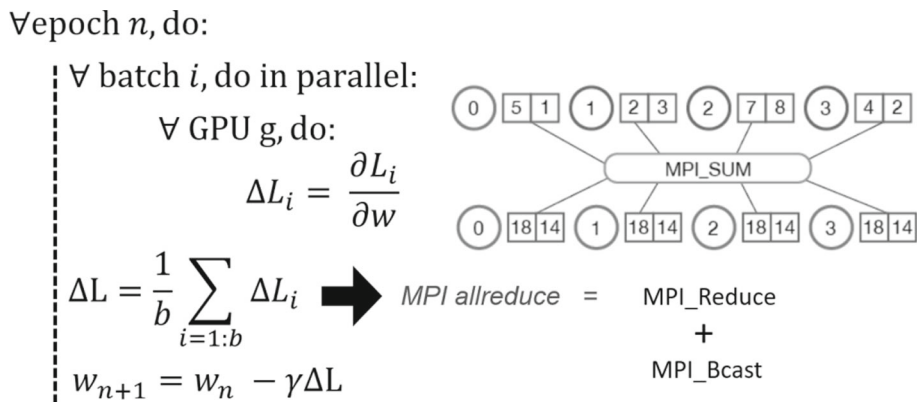 ∀epoch n, do:
∀ batch i, do in parallel:
∀ GPU g, do:
ΔL_i = ∂L_i / ∂w
ΔL = 1/b ∑_{i=1:b} ΔL_i
w_{n+1} = w_n − γΔL
0 5 1 1 2 3 2 7 8 3 4 2
MPI_SUM
0 18 14 1 18 14 2 18 14 3 18 14
MPI allreduce = MPI_Reduce
+
MPI_Bcast